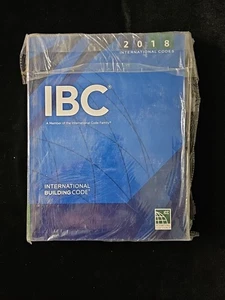 2018
INTERNATIONAL CODES
IBC®
A Member of the International Code Family®
INTERNATIONAL
BUILDING CODE®